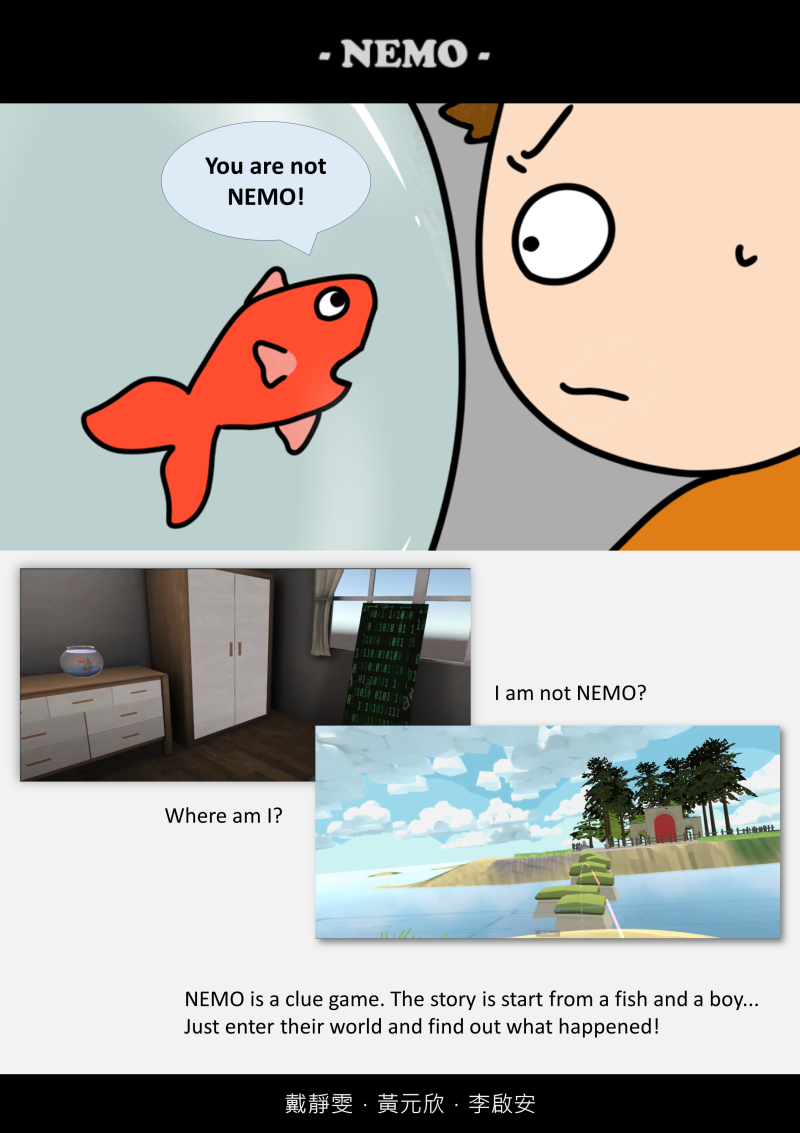 - NEMO -
You are not
NEMO!
I am not NEMO?
Where am I?
NEMO is a clue game. The story is start from a fish and a boy...
Just enter their world and find out what happened!
戴靜雯 · 黃元欣 · 李啟安